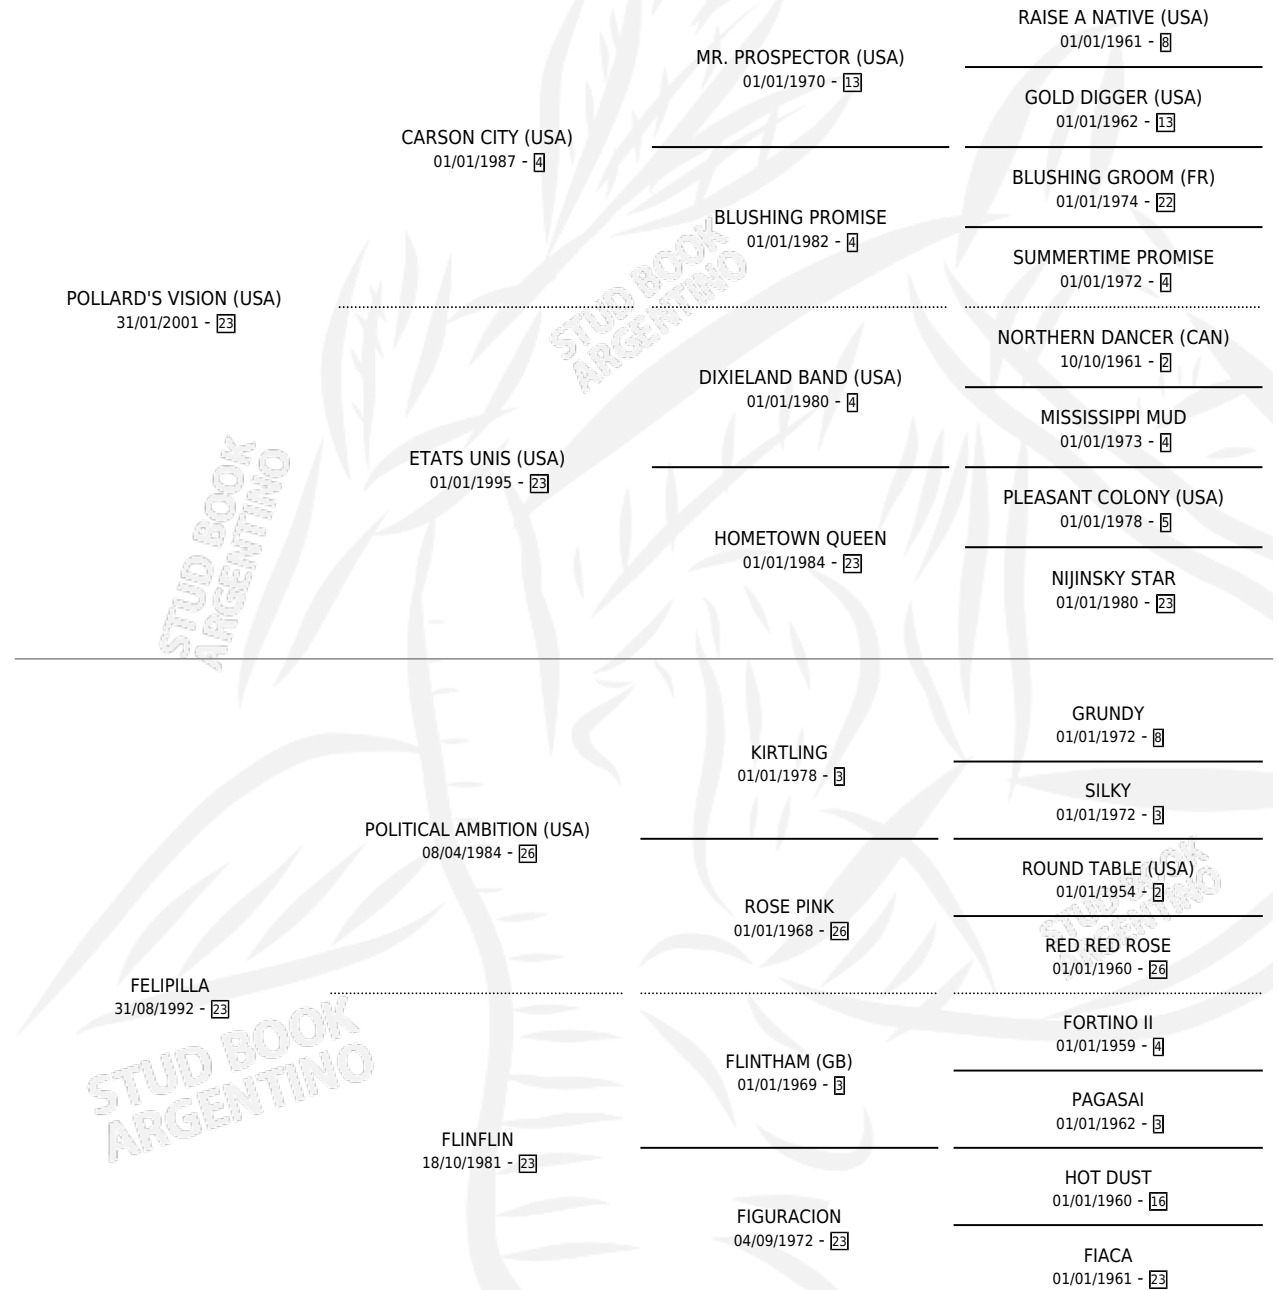 RAISE A NATIVE (USA)
01/01/1961 - 8
MR. PROSPECTOR (USA)
01/01/1970 - 13
GOLD DIGGER (USA)
01/01/1962 - 13
CARSON CITY (USA)
01/01/1987 - 4
BLUSHING GROOM (FR)
01/01/1974 - 22
BLUSHING PROMISE
01/01/1982 - 4
SUMMERTIME PROMISE
01/01/1972 - 4
POLLARD'S VISION (USA)
31/01/2001 - 23
NORTHERN DANCER (CAN)
10/10/1961 - 2
DIXIELAND BAND (USA)
01/01/1980 - 4
MISSISSIPPI MUD
01/01/1973 - 4
ETATS UNIS (USA)
01/01/1995 - 23
PLEASANT COLONY (USA)
01/01/1978 - 5
HOMETOWN QUEEN
01/01/1984 - 23
NIJINSKY STAR
01/01/1980 - 23
GRUNDY
01/01/1972 - 8
KIRTLING
01/01/1978 - 3
SILKY
01/01/1972 - 3
POLITICAL AMBITION (USA)
08/04/1984 - 26
ROUND TABLE (USA)
01/01/1954 - 2
ROSE PINK
01/01/1968 - 26
RED RED ROSE
01/01/1960 - 26
FELIPILLA
31/08/1992 - 23
FORTINO II
01/01/1959 - 4
FLINTHAM (GB)
01/01/1969 - 3
PAGASAI
01/01/1962 - 3
FLINFLIN
18/10/1981 - 23
HOT DUST
01/01/1960 - 16
FIGURACION
04/09/1972 - 23
FIACA
01/01/1961 - 23
STUD BOOK
ARGENTINO
STUD BOOK
ARGENTINO
STUD BOOK
ARGENTINO
STUD BOOK
ARGENTINO